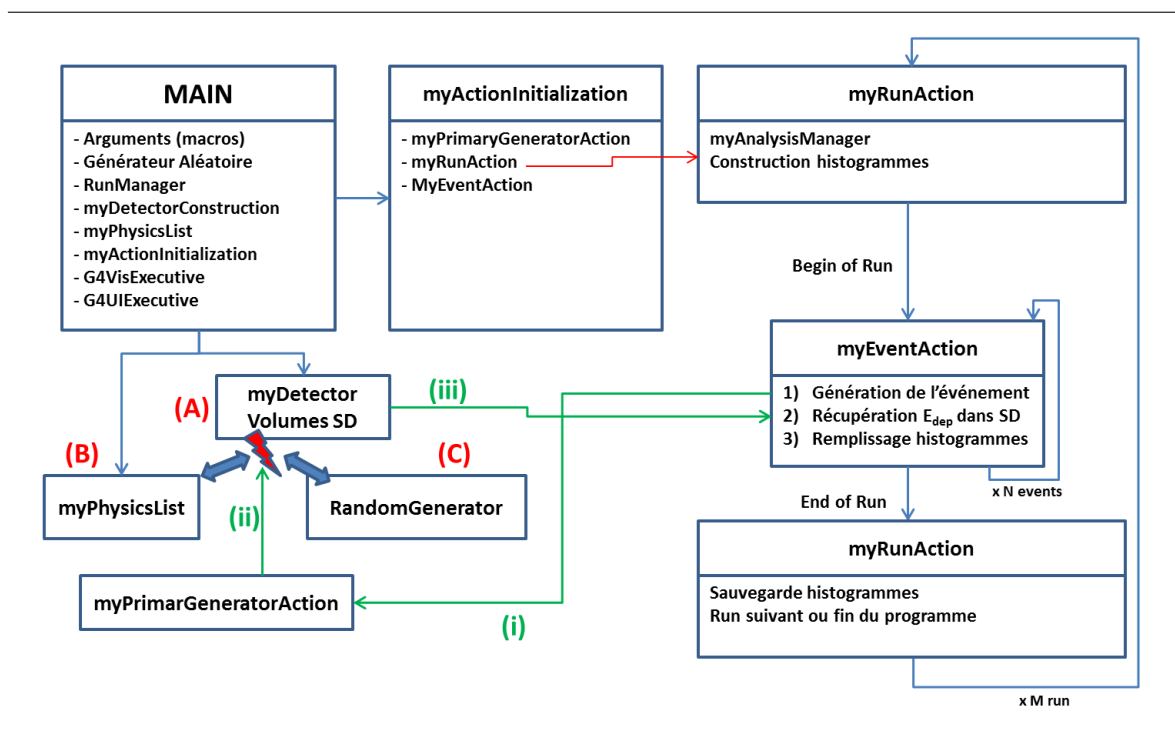 MAIN
- Arguments (macros)
- Générateur Aléatoire
- RunManager
- myDetectorConstruction
- myPhysicsList
- myActionInitialization
- G4VisExecutive
- G4UIExecutive
myActionInitialization
- myPrimaryGeneratorAction
- myRunAction
- MyEventAction
myRunAction
myAnalysisManager
Construction histogrammes
Begin of Run
myEventAction
1) Génération de l'événement
2) Récupération Edep dans SD
3) Remplissage histogrammes
x N events
End of Run
myRunAction
Sauvegarde histogrammes
Run suivant ou fin du programme
x M run
(A)
myDetector
Volumes SD
(iii)
(B)
(C)
myPhysicsList
(ii)
RandomGenerator
myPrimarGeneratorAction
(i)